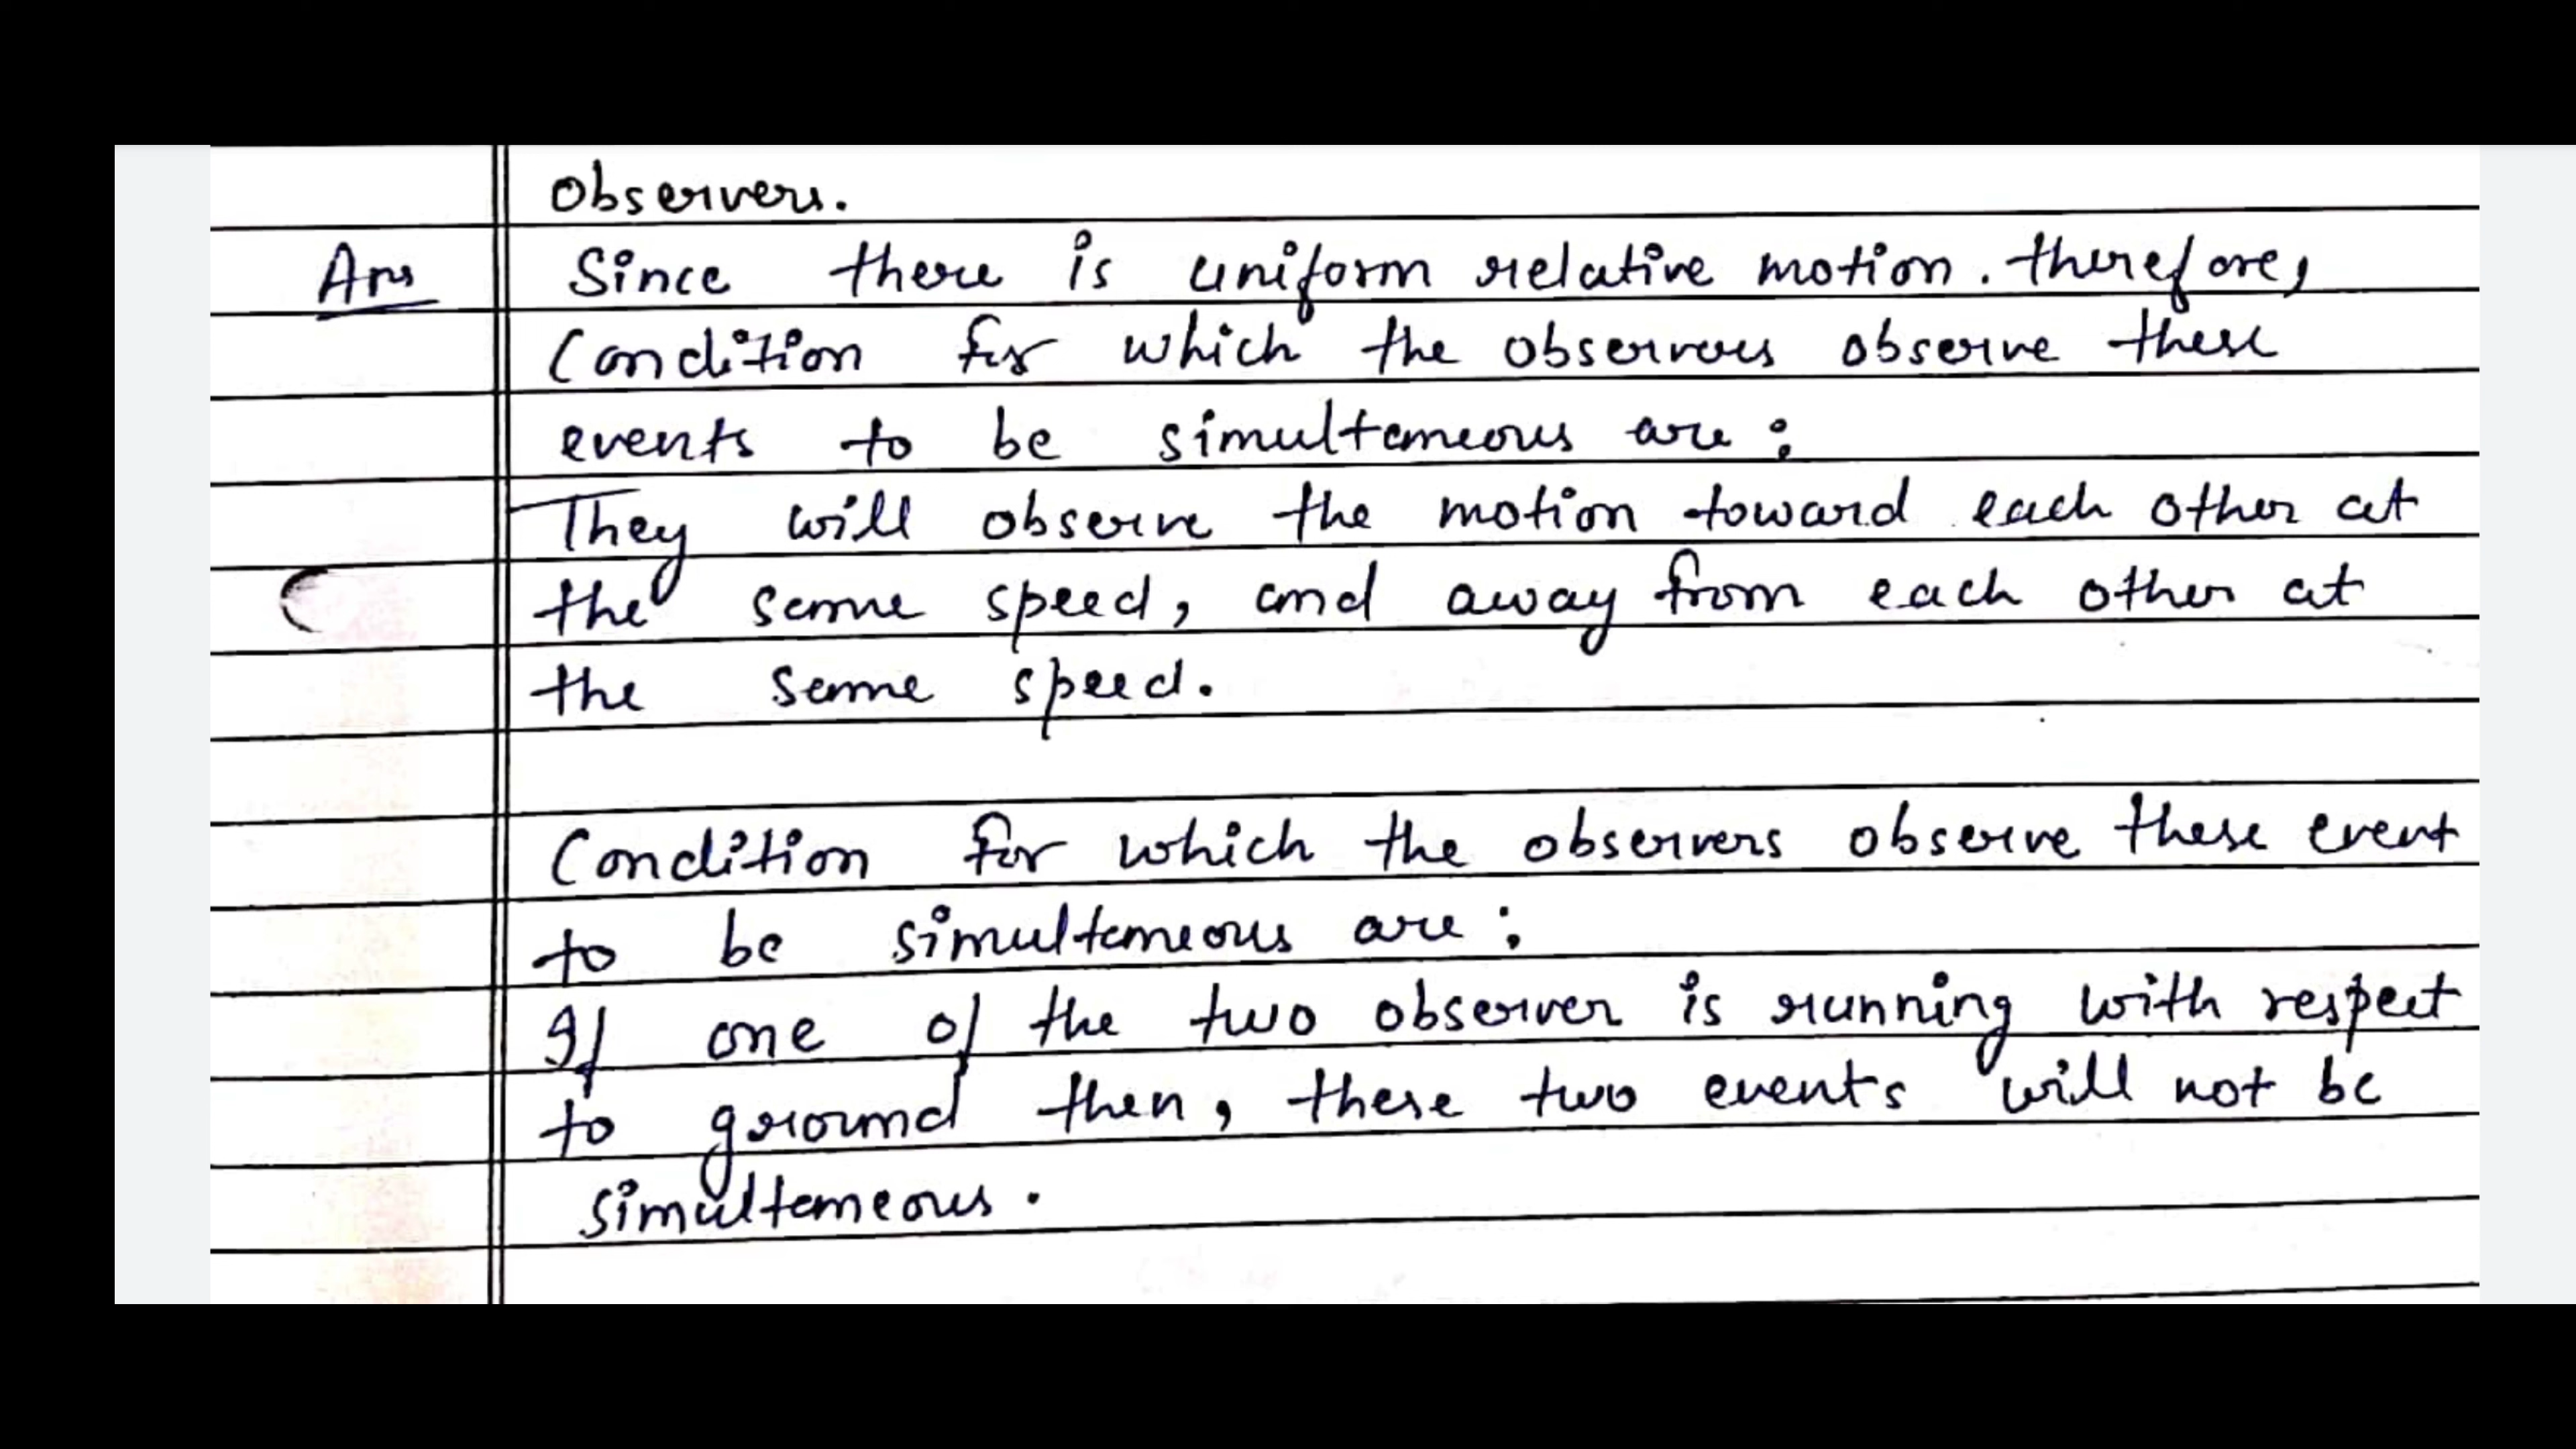 Observers.
Ans Since there is uniform relative motion. therefore,
Condition for which the observers observe these
events to be simultaneous are :
They will observe the motion toward each other at
the same speed, and away from each other at
the same speed.
Condition for which the observers observe these event
to be simultaneous are :
If one of the two observer is running with respect
to ground then, these two events will not be
simultaneous.